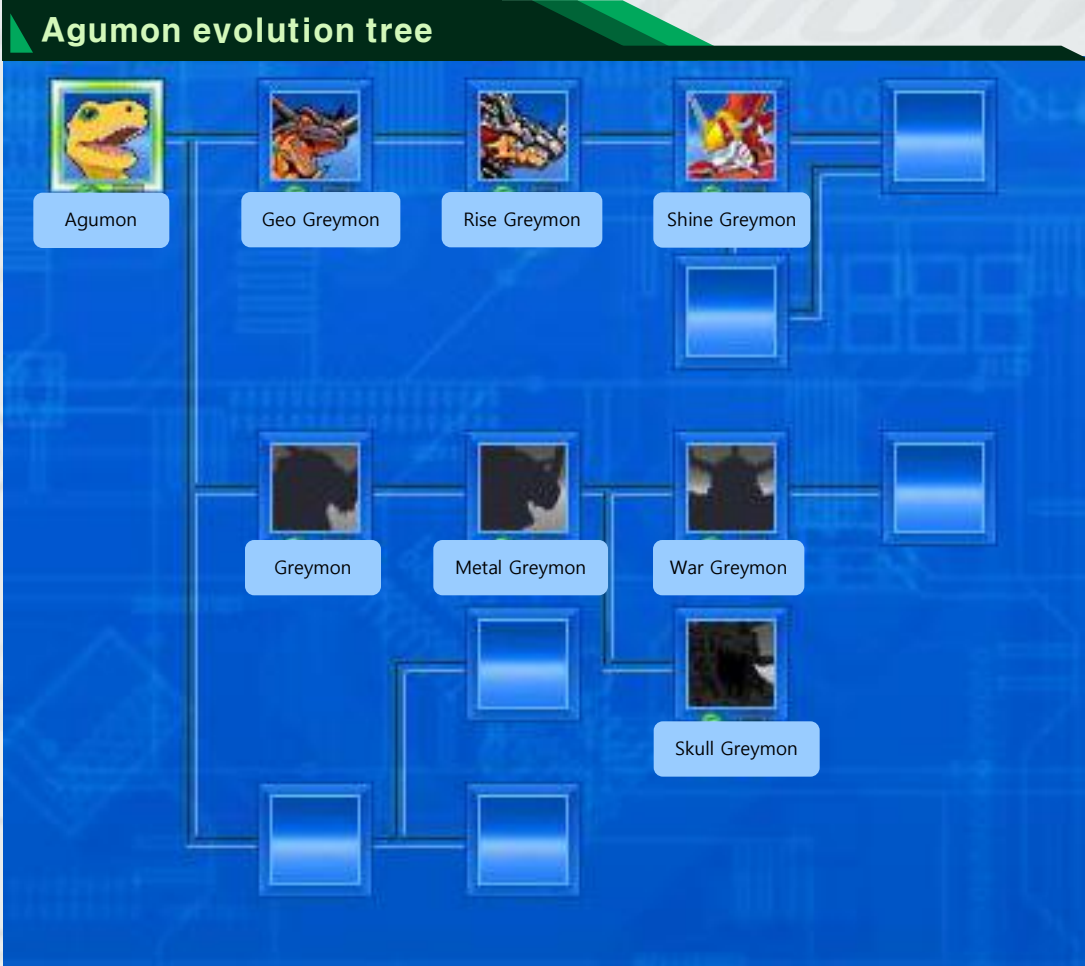 Agumon evolution tree
Agumon
Geo Greymon
Rise Greymon
Shine Greymon
Greymon
Metal Greymon
War Greymon
Skull Greymon